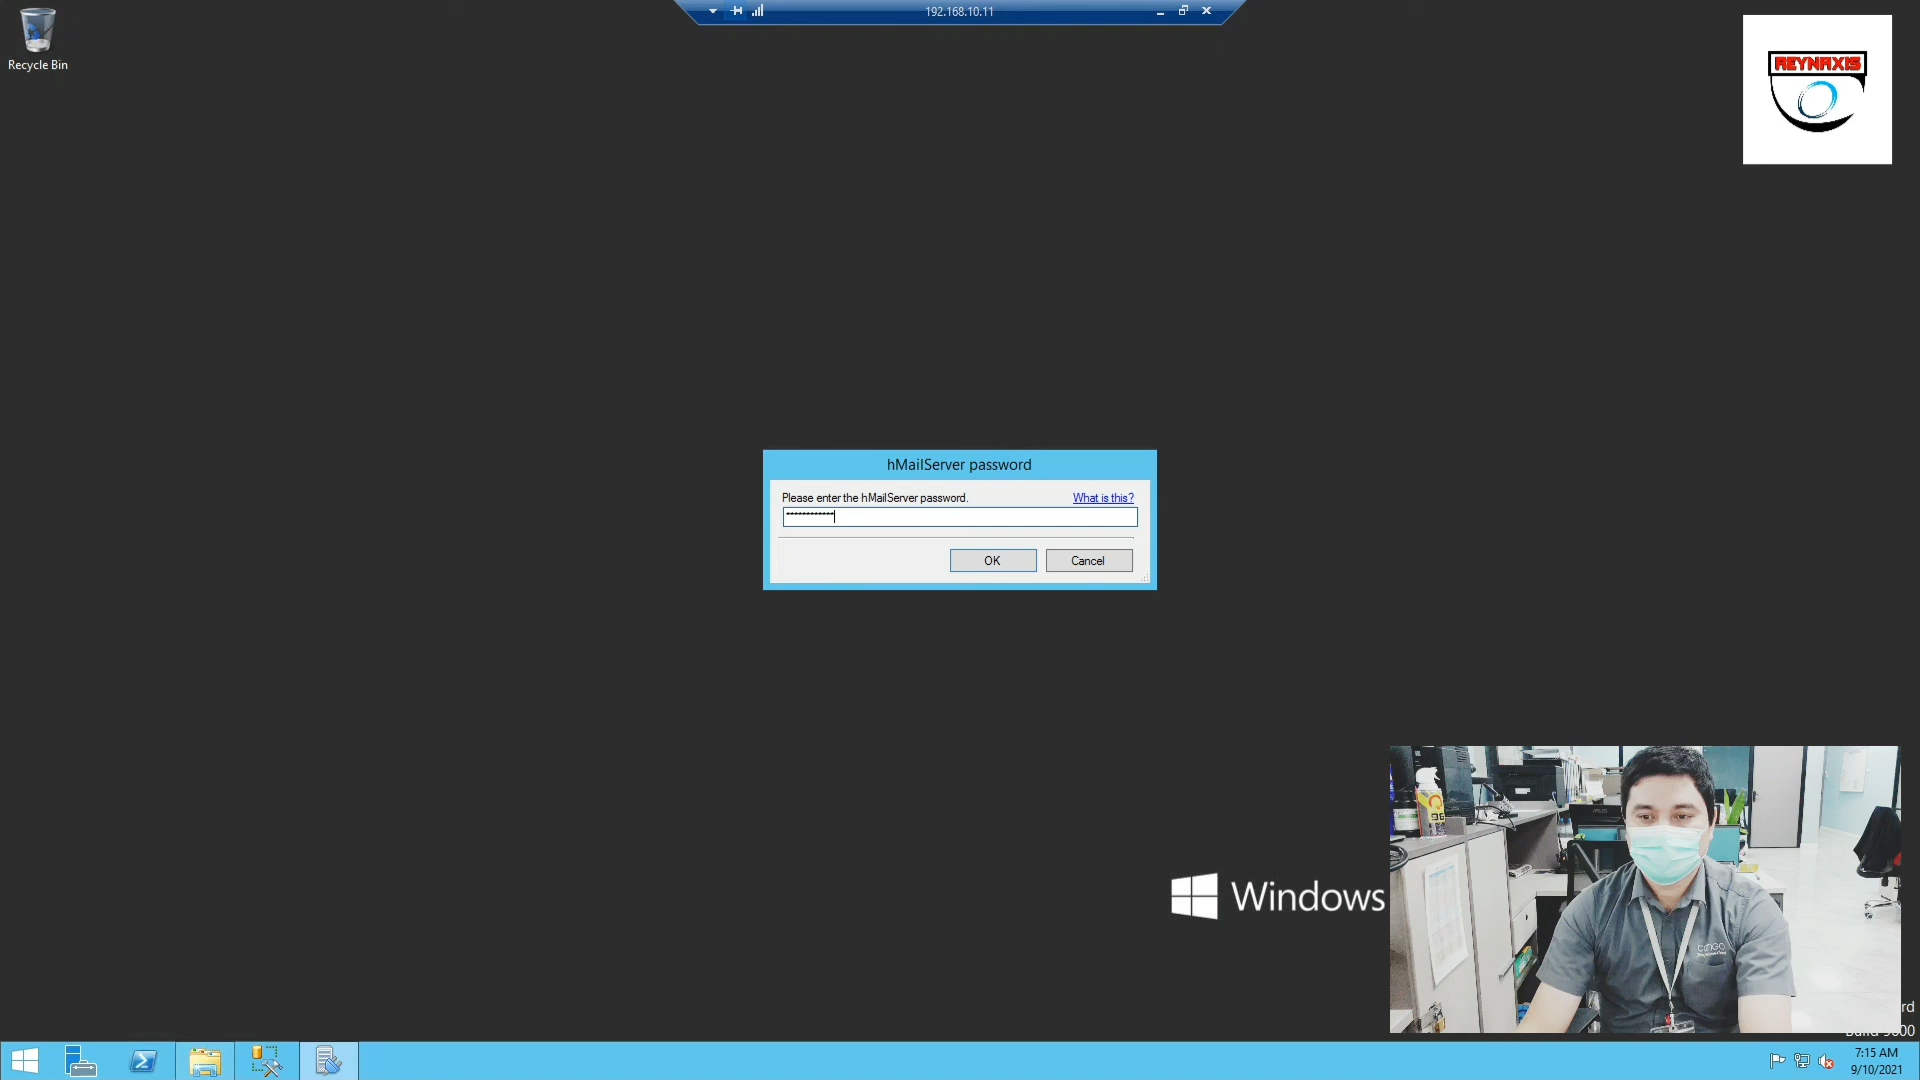 192.168.10.11
Recycle Bin
REYNAXIS
hMailServer password
Please enter the hMailServer password.
What is this?
************
OK
Cancel
Windows
rd
7:15 AM
9/10/2021